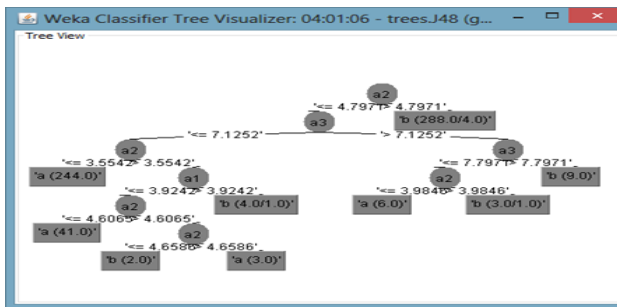 Weka Classifier Tree Visualizer: 04:01:06 - trees.J48 (g...
Tree View
a2
'<= 4.7971'> 4.7971'
a3 'b (288.0/4.0)'
'<= 7.1252' '> 7.1252'
a2 a3
'<= 3.5542'> 3.5542' '<= 7.7971'> 7.7971'
'a (244.0)' a1 a2 'b (9.0)'
'<= 3.9242'> 3.9242' '<= 3.9846'> 3.9846'
a2 'b (4.0/1.0)' 'a (6.0)' 'b (3.0/1.0)'
'<= 4.6065'> 4.6065'
'a (41.0)' a2
'<= 4.6586'> 4.6586'
'b (2.0)' 'a (3.0)'